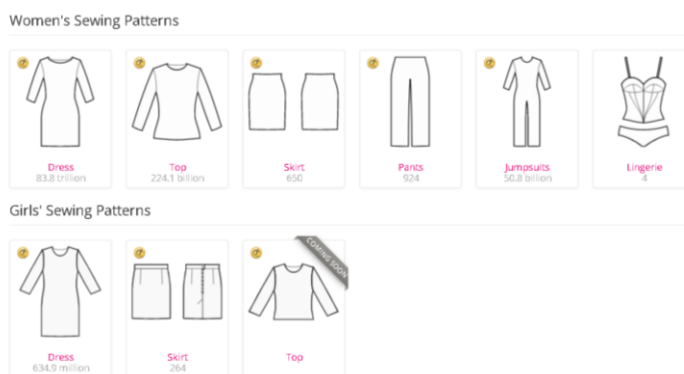 Women's Sewing Patterns
Dress
83.8 trillion
Top
224.1 billion
Skirt
650
Pants
924
Jumpsuits
50.8 billion
Lingerie
4
Girls' Sewing Patterns
Dress
634.9 million
Skirt
264
COMING SOON
Top